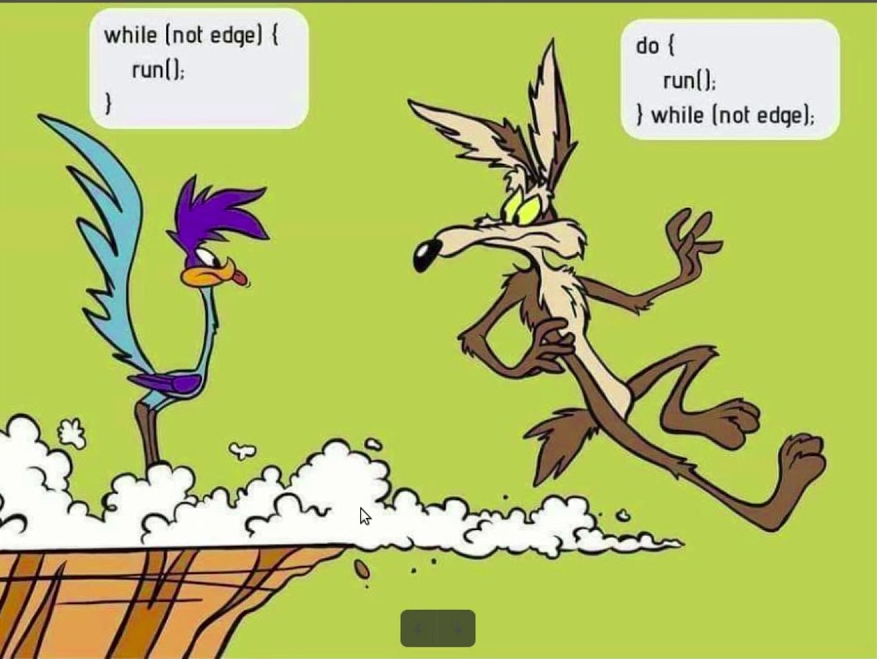 while (not edge) {
run();
}
do {
run();
} while (not edge);